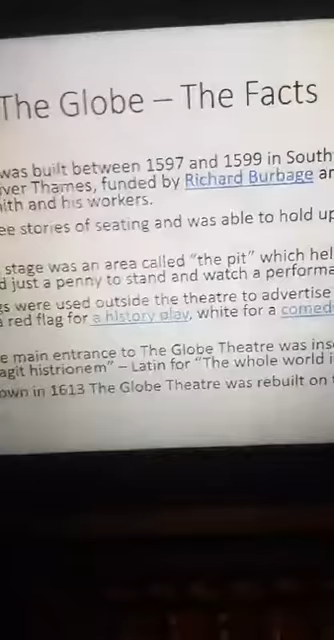 The Globe – The Facts
was built between 1597 and 1599 in South
ver Thames, funded by Richard Burbage an
ith and his workers.
ee stories of seating and was able to hold up
stage was an area called "the pit" which hel
d just a penny to stand and watch a performa
gs were used outside the theatre to advertise
a red flag for a history play, white for a comed
e main entrance to The Globe Theatre was ins
agit histrionem" – Latin for "The whole world i
own in 1613 The Globe Theatre was rebuilt on